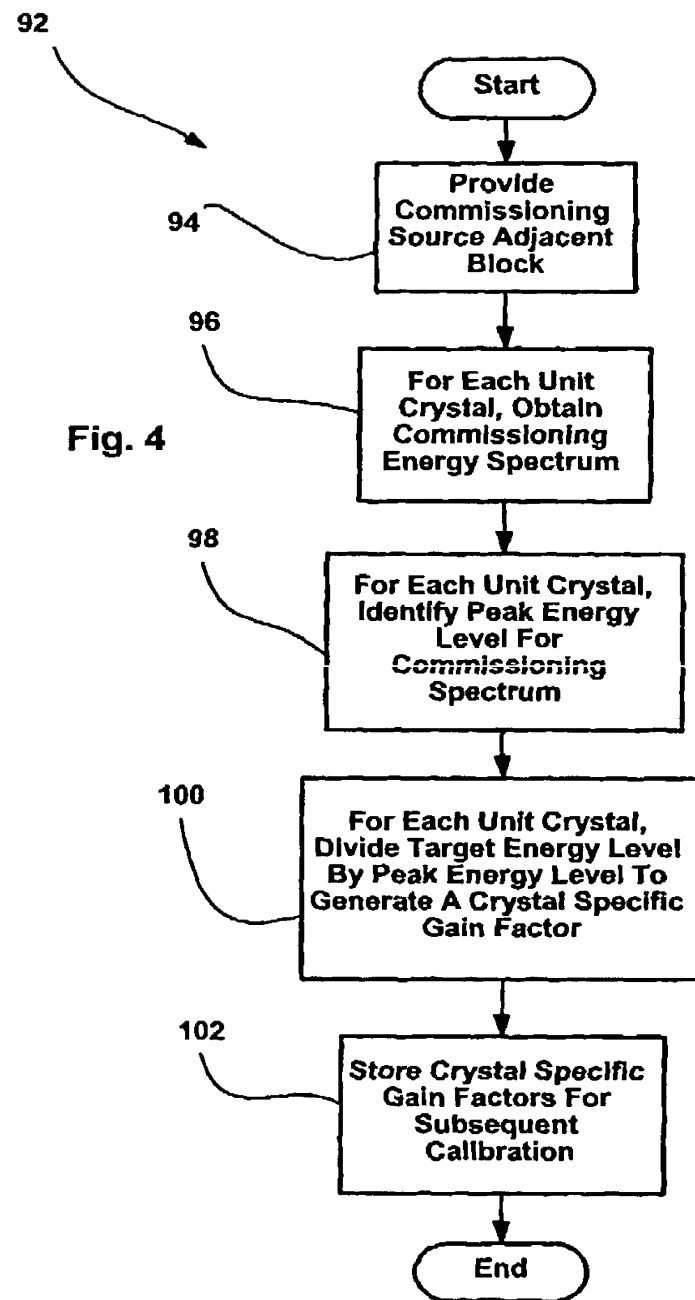 92
Start
94
Provide
Commissioning
Source Adjacent
Block
96
For Each Unit
Crystal, Obtain
Commissioning
Energy Spectrum
Fig. 4
98
For Each Unit Crystal,
Identify Peak Energy
Level For
Commissioning
Spectrum
100
For Each Unit Crystal,
Divide Target Energy Level
By Peak Energy Level To
Generate A Crystal Specific
Gain Factor
102
Store Crystal Specific
Gain Factors For
Subsequent
Calibration
End